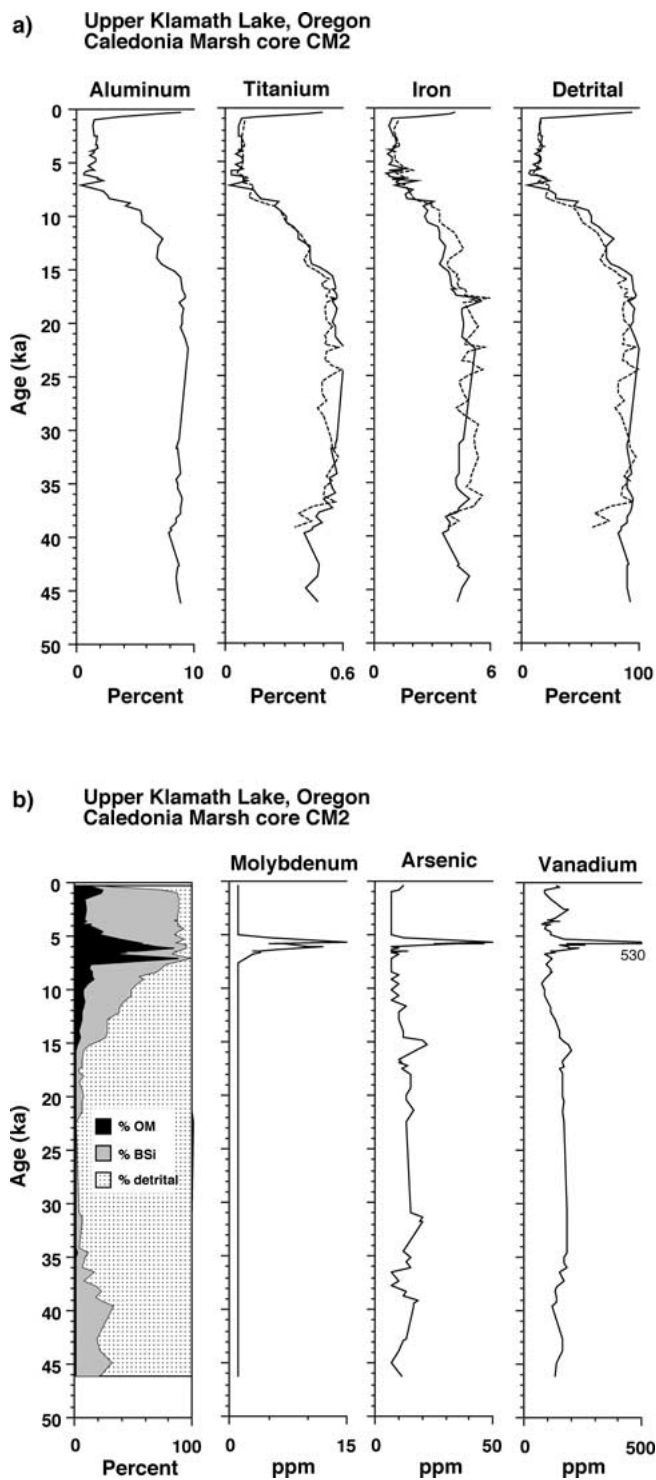 a)
Upper Klamath Lake, Oregon
Caledonia Marsh core CM2
Aluminum Titanium Iron Detrital
0
5
10
15
20
25
30
35
40
45
50
Age (ka)
0 10 0 0.6 0 6 0 100
Percent Percent Percent Percent
b)
Upper Klamath Lake, Oregon
Caledonia Marsh core CM2
Molybdenum Arsenic Vanadium
0
5
530
10
15
20
25
% OM
% BSi
% detrital
30
35
40
45
50
Age (ka)
0 100 0 15 0 50 0 500
Percent ppm ppm ppm